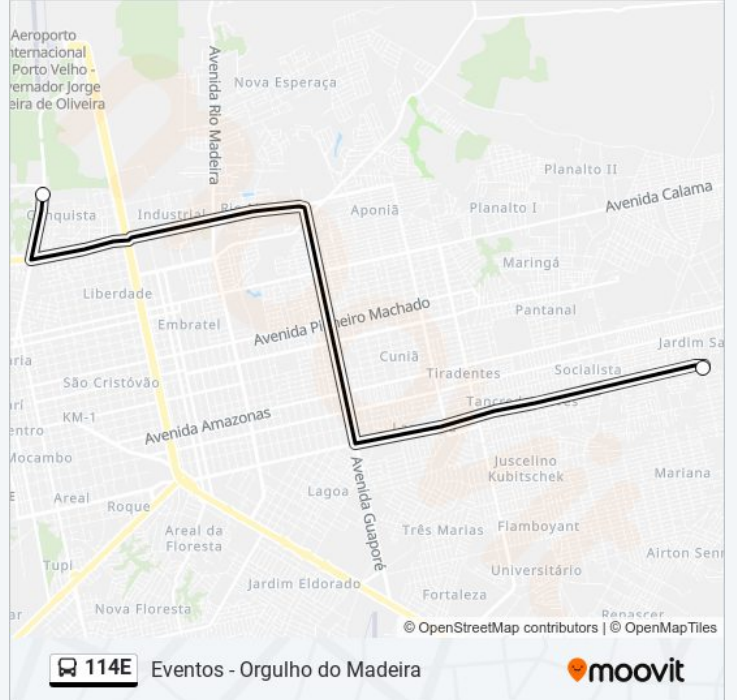 Aeroporto
nternacional
Porto Velho -
vernador Jorge
eira de Oliveira
Avenida Rio Madeira
Nova Esperança
Planalto II
Avenida Calama
Planalto I
Aponiã
Conquista
Industrial
Maringá
Liberdade
Pantanal
Embratel
Avenida Pinheiro Machado
Jardim Sa
Cuniã
Tiradentes
Socialista
São Cristóvão
KM-1
Avenida Amazonas
entro
Mocambo
Juscelino
Kubitschek
Mariana
Avenida Guaporé
Lagoa
Areal
Roque
Areal da
Floresta
Três Marias
Flamboyant
Airton Senn
Tupi
Universitário
Jardim Eldorado
Fortaleza
Nova Floresta
Renascer
© OpenStreetMap contributors | © OpenMapTiles
114E
Eventos - Orgulho do Madeira
moovit